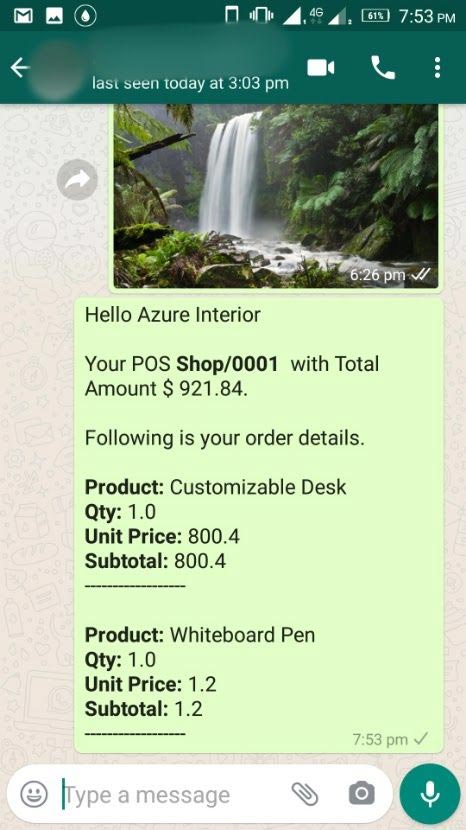 4G 61% 7:53 PM
last seen today at 3:03 pm
6:26 pm
Hello Azure Interior
Your POS Shop/0001 with Total
Amount $ 921.84.
Following is your order details.
Product: Customizable Desk
Qty: 1.0
Unit Price: 800.4
Subtotal: 800.4
------------------
Product: Whiteboard Pen
Qty: 1.0
Unit Price: 1.2
Subtotal: 1.2
------------------
7:53 pm
Type a message